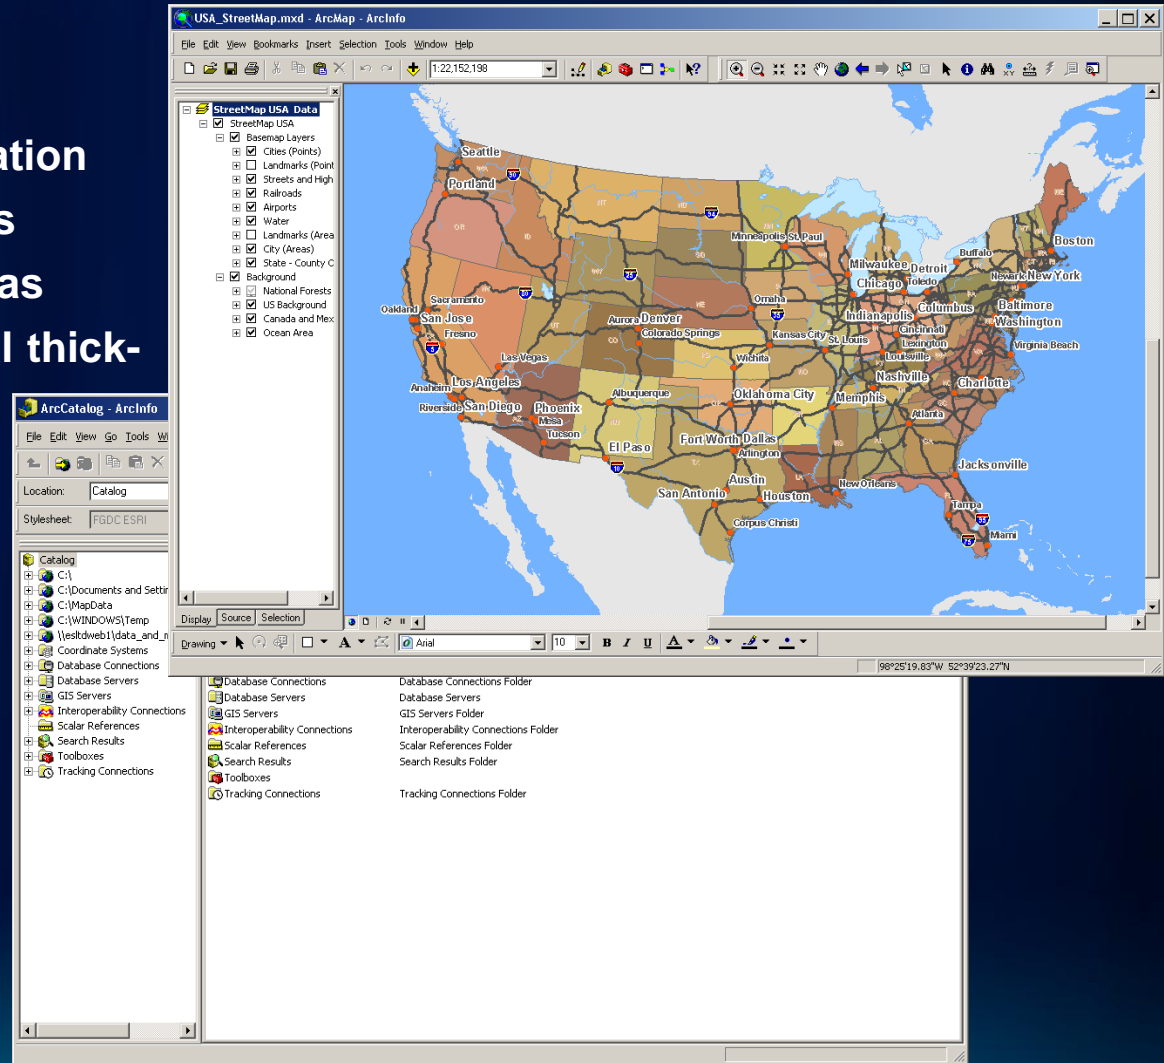 ation
s
as
l thick-
USA_StreetMap.mxd - ArcMap - ArcInfo
File Edit View Bookmarks Insert Selection Tools Window Help
1:22,152,198
StreetMap USA Data
StreetMap USA
Basemap Layers
Cities (Points)
Landmarks (Point
Streets and High
Railroads
Airports
Water
Landmarks (Area
City (Areas)
State - County C
Background
National Forests
US Background
Canada and Mex
Ocean Area
Display Source Selection
Seattle
Portland
90
94
Minneapolis St. Paul
Buffalo
Boston
Milwaukee
Detroit
Newark New York
Chicago
Toledo
Sacramento
Omaha
Columbus
Baltimore
Oakland
San Jose
Aurora Denver
Indianapolis
Washington
Fresno
Colorado Springs
Kansas City
St. Louis
Cincinnati
Lexington
Louisville
Virginia Beach
5
Las Vegas
Wichita
Nashville
Anaheim
Los Angeles
Albuquerque
Oklahoma City
Memphis
Charlotte
Riverside
San Diego
Phoenix
Mesa
Tucson
Atlanta
El Paso
Fort Worth Dallas
Arlington
10
Austin
Jacksonville
San Antonio
Houston
New Orleans
Tampa
Corpus Christi
95
75
Miami
Drawing
A
Arial
10
B I U A
98°25'19.83"W 52°39'23.27"N
ArcCatalog - ArcInfo
File Edit View Go Tools Wi
Location: Catalog
Stylesheet: FGDC ESRI
Catalog
C:\
C:\Documents and Settin
C:\MapData
C:\WINDOWS\Temp
\\esltdweb1\data_and_m
Coordinate Systems
Database Connections
Database Servers
GIS Servers
Interoperability Connections
Scalar References
Search Results
Toolboxes
Tracking Connections
Database Connections Database Connections Folder
Database Servers Database Servers
GIS Servers GIS Servers Folder
Interoperability Connections Interoperability Connections Folder
Scalar References Scalar References Folder
Search Results Search Results Folder
Toolboxes
Tracking Connections Tracking Connections Folder